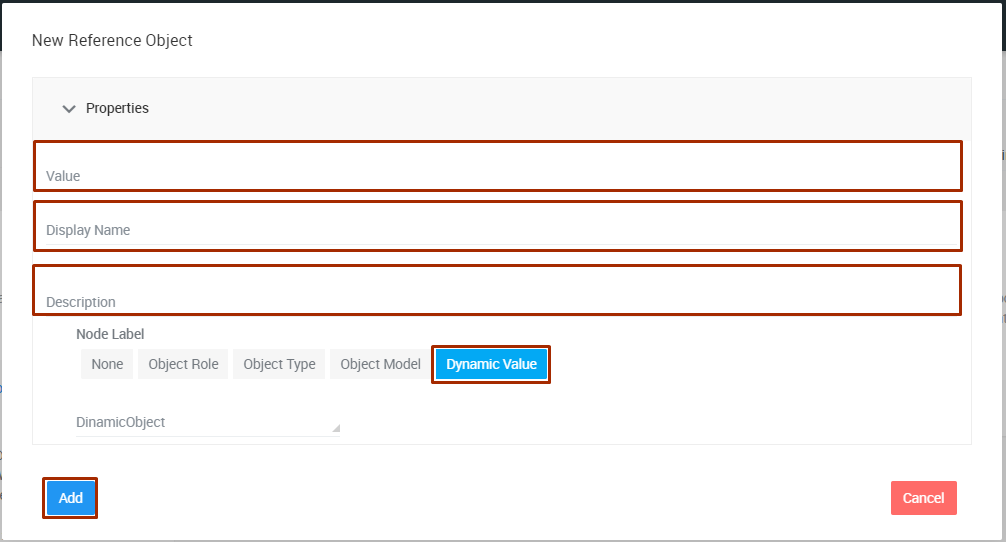 New Reference Object
Properties
Value
Display Name
Description
Node Label
None Object Role Object Type Object Model Dynamic Value
DinamicObject
Add Cancel